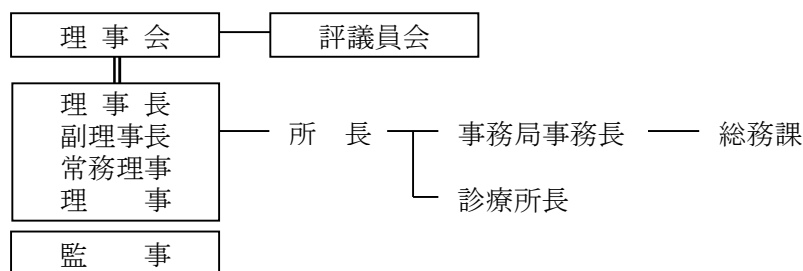 理事会 評議員会
理事長
副理事長 所長 事務局事務長 総務課
常務理事
理事 診療所長
監事